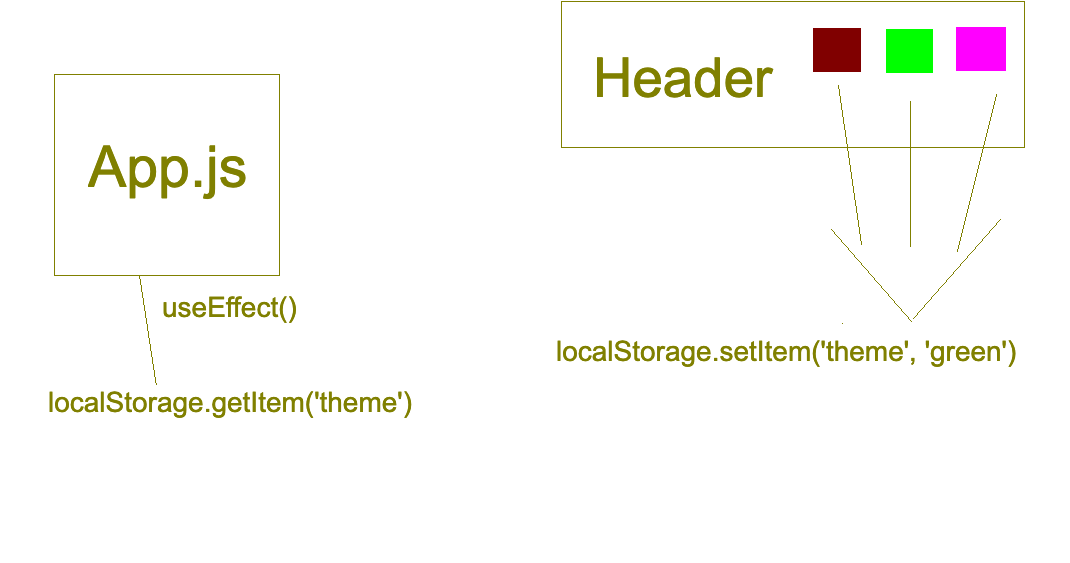 App.js
useEffect()
localStorage.getItem('theme')
Header
localStorage.setItem('theme', 'green')